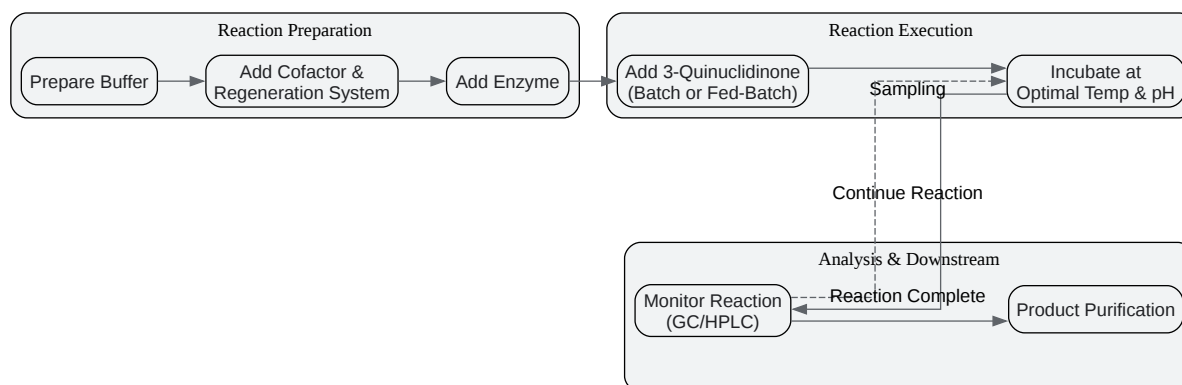 Reaction Preparation
Prepare Buffer
Add Cofactor &
Regeneration System
Add Enzyme
Reaction Execution
Add 3-Quinuclidinone
(Batch or Fed-Batch)
Sampling
Incubate at
Optimal Temp & pH
Continue Reaction
Analysis & Downstream
Monitor Reaction
(GC/HPLC)
Reaction Complete
Product Purification